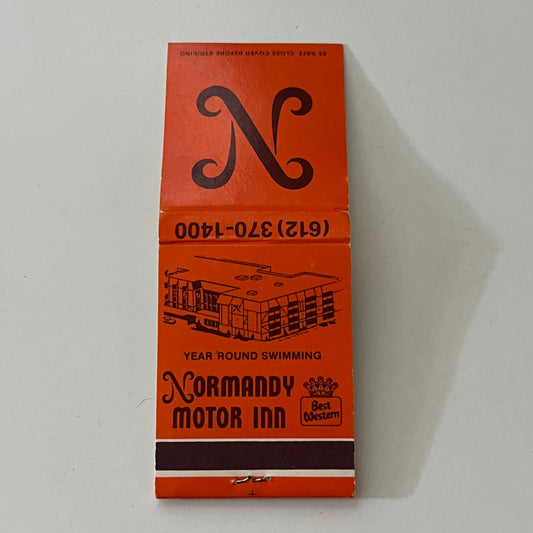 BE SAFE - CLOSE COVER BEFORE STRIKING
N
(612) 370-1400
YEAR 'ROUND SWIMMING
NORMANDY
MOTOR INN
Best
Western